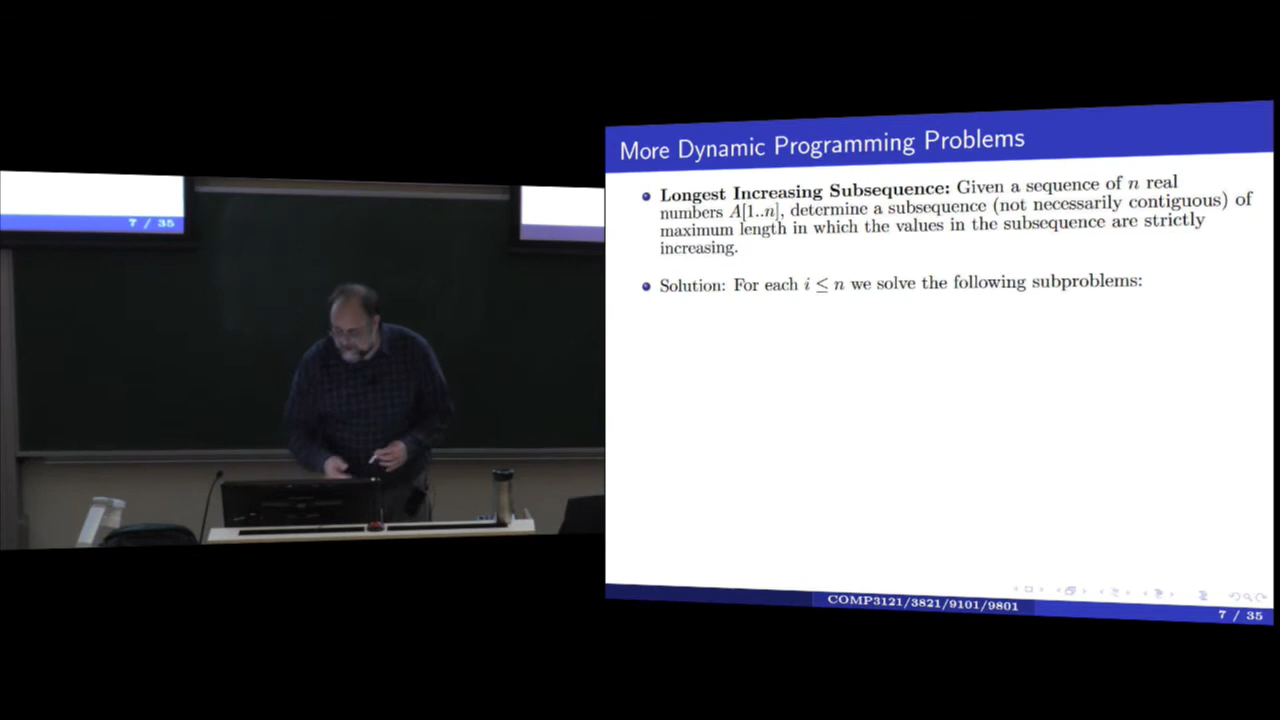 7 / 35
More Dynamic Programming Problems
Longest Increasing Subsequence: Given a sequence of n real
numbers A[1..n], determine a subsequence (not necessarily contiguous) of
maximum length in which the values in the subsequence are strictly
increasing.
Solution: For each i ≤ n we solve the following subproblems:
COMP3121/3821/9101/9801
7 / 35